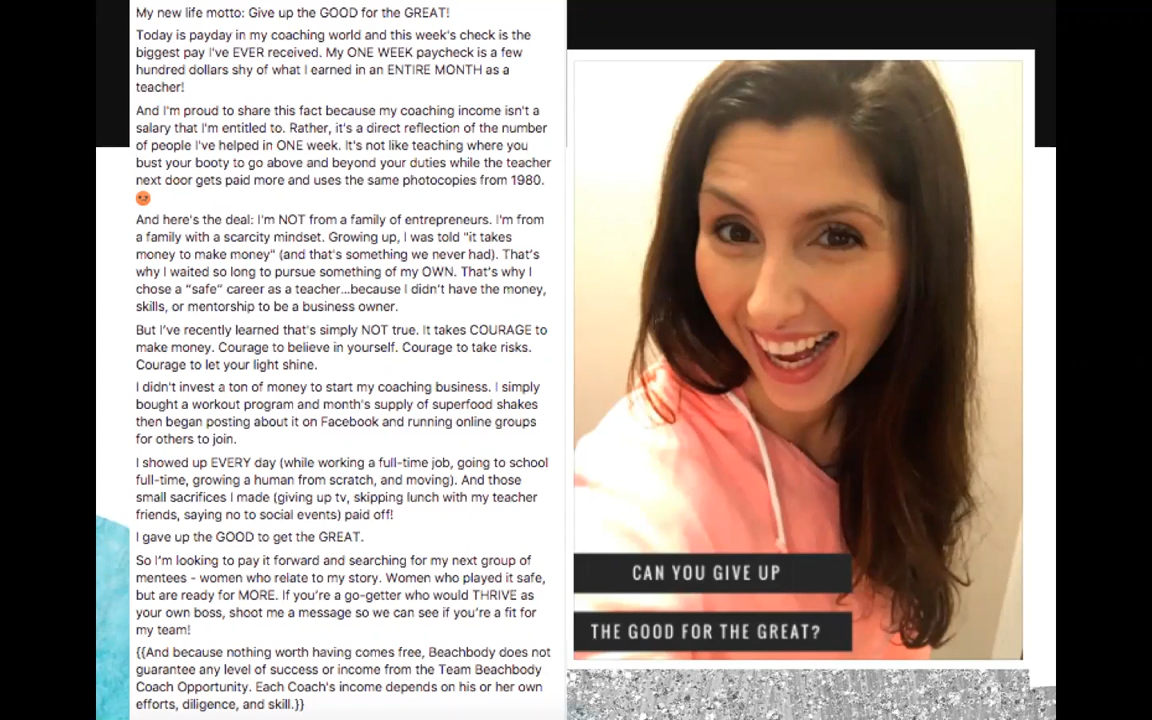 My new life motto: Give up the GOOD for the GREAT!
Today is payday in my coaching world and this week's check is the
biggest pay I've EVER received. My ONE WEEK paycheck is a few
hundred dollars shy of what I earned in an ENTIRE MONTH as a
teacher!
And I'm proud to share this fact because my coaching income isn't a
salary that I'm entitled to. Rather, it's a direct reflection of the number
of people I've helped in ONE week. It's not like teaching where you
bust your booty to go above and beyond your duties while the teacher
next door gets paid more and uses the same photocopies from 1980.
And here's the deal: I'm NOT from a family of entrepreneurs. I'm from
a family with a scarcity mindset. Growing up, I was told "it takes
money to make money" (and that's something we never had). That's
why I waited so long to pursue something of my OWN. That's why I
chose a "safe" career as a teacher...because I didn't have the money,
skills, or mentorship to be a business owner.
But I've recently learned that's simply NOT true. It takes COURAGE to
make money. Courage to believe in yourself. Courage to take risks.
Courage to let your light shine.
I didn't invest a ton of money to start my coaching business. I simply
bought a workout program and month's supply of superfood shakes
then began posting about it on Facebook and running online groups
for others to join.
I showed up EVERY day (while working a full-time job, going to school
full-time, growing a human from scratch, and moving). And those
small sacrifices I made (giving up tv, skipping lunch with my teacher
friends, saying no to social events) paid off!
I gave up the GOOD to get the GREAT.
So I'm looking to pay it forward and searching for my next group of
mentees - women who relate to my story. Women who played it safe,
but are ready for MORE. If you're a go-getter who would THRIVE as
your own boss, shoot me a message so we can see if you're a fit for
my team!
{{And because nothing worth having comes free, Beachbody does not
guarantee any level of success or income from the Team Beachbody
Coach Opportunity. Each Coach's income depends on his or her own
efforts, diligence, and skill.}}
CAN YOU GIVE UP
THE GOOD FOR THE GREAT?